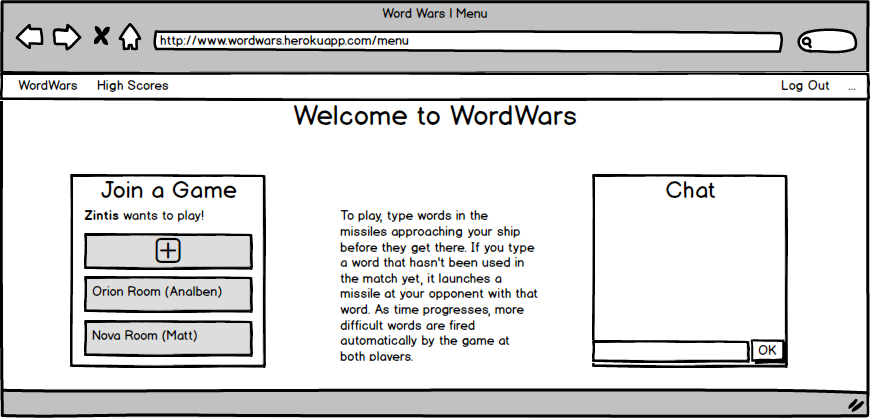 Word Wars | Menu
http://www.wordwars.herokuapp.com/menu
WordWars High Scores Log Out ...
Welcome to WordWars
Join a Game
Zintis wants to play!
Orion Room (Analben)
Nova Room (Matt)
To play, type words in the
missiles approaching your ship
before they get there. If you type
a word that hasn't been used in
the match yet, it launches a
missile at your opponent with that
word. As time progresses, more
difficult words are fired
automatically by the game at
both players.
Chat
OK